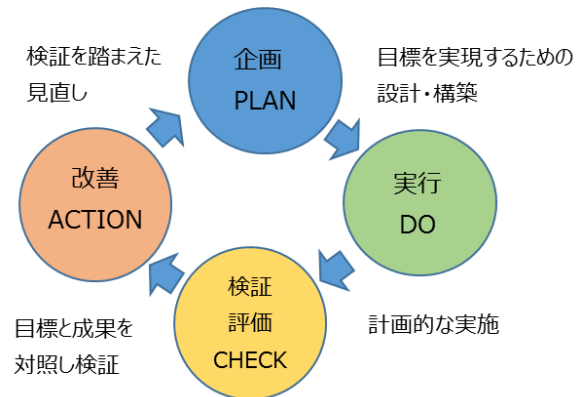 企画
PLAN
目標を実現するための
設計・構築
実行
DO
計画的な実施
検証
評価
CHECK
目標と成果を
対照し検証
改善
ACTION
検証を踏まえた
見直し